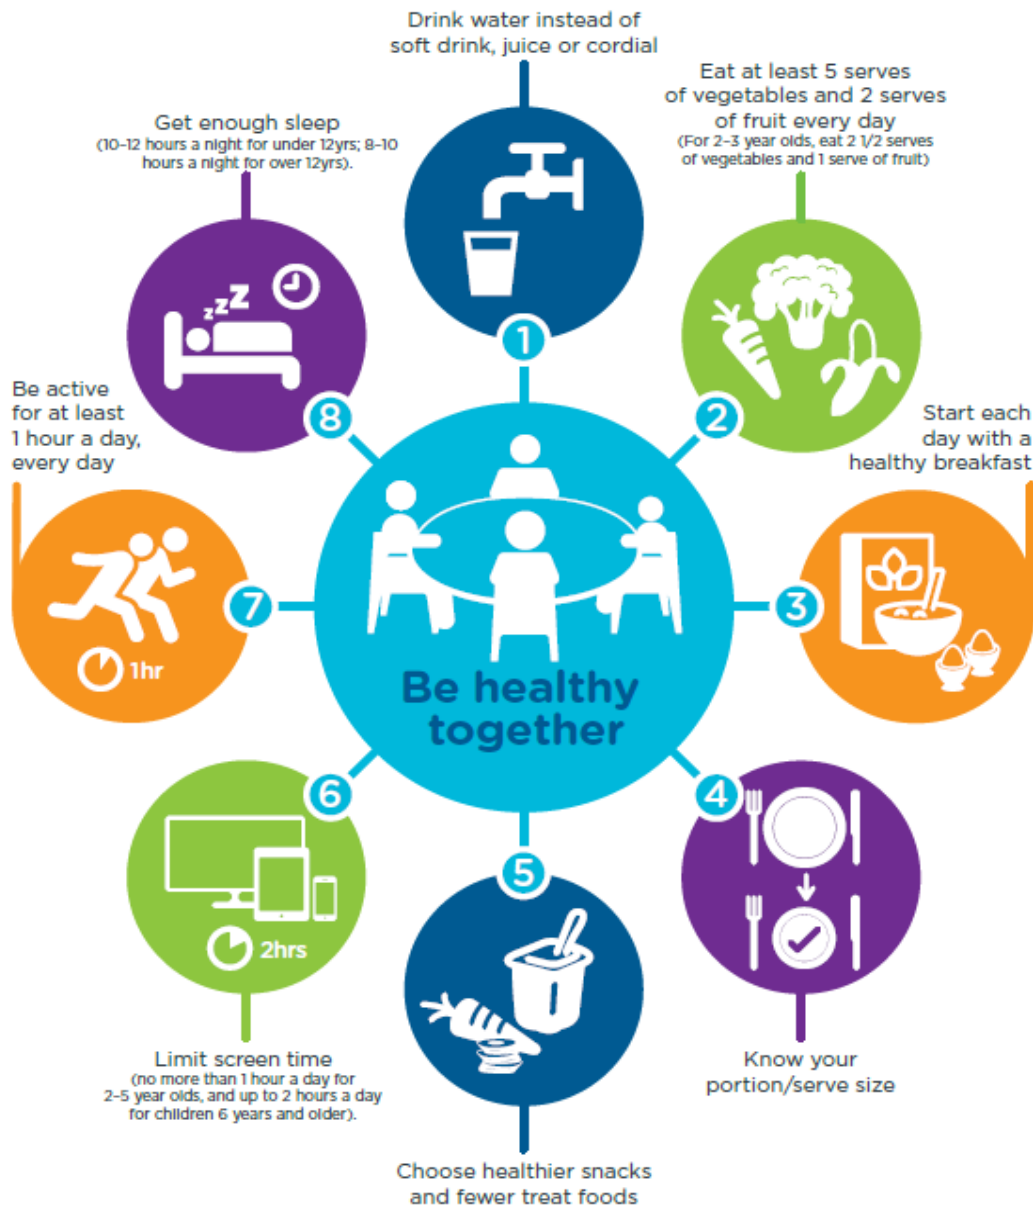 Drink water instead of
soft drink, juice or cordial
1
Eat at least 5 serves
of vegetables and 2 serves
of fruit every day
(For 2-3 year olds, eat 2 1/2 serves
of vegetables and 1 serve of fruit)
2
Start each
day with a
healthy breakfast
3
4
Know your
portion/serve size
5
Choose healthier snacks
and fewer treat foods
6
2hrs
Limit screen time
(no more than 1 hour a day for
2-5 year olds, and up to 2 hours a day
for children 6 years and older).
Be active
for at least
1 hour a day,
every day
7
1hr
Get enough sleep
(10-12 hours a night for under 12yrs; 8-10
hours a night for over 12yrs).
zzZ
8
Be healthy
together